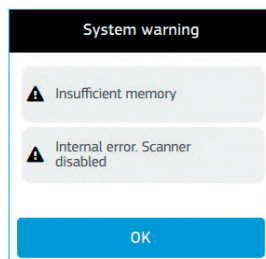 System warning
Insufficient memory
Internal error. Scanner
disabled
OK